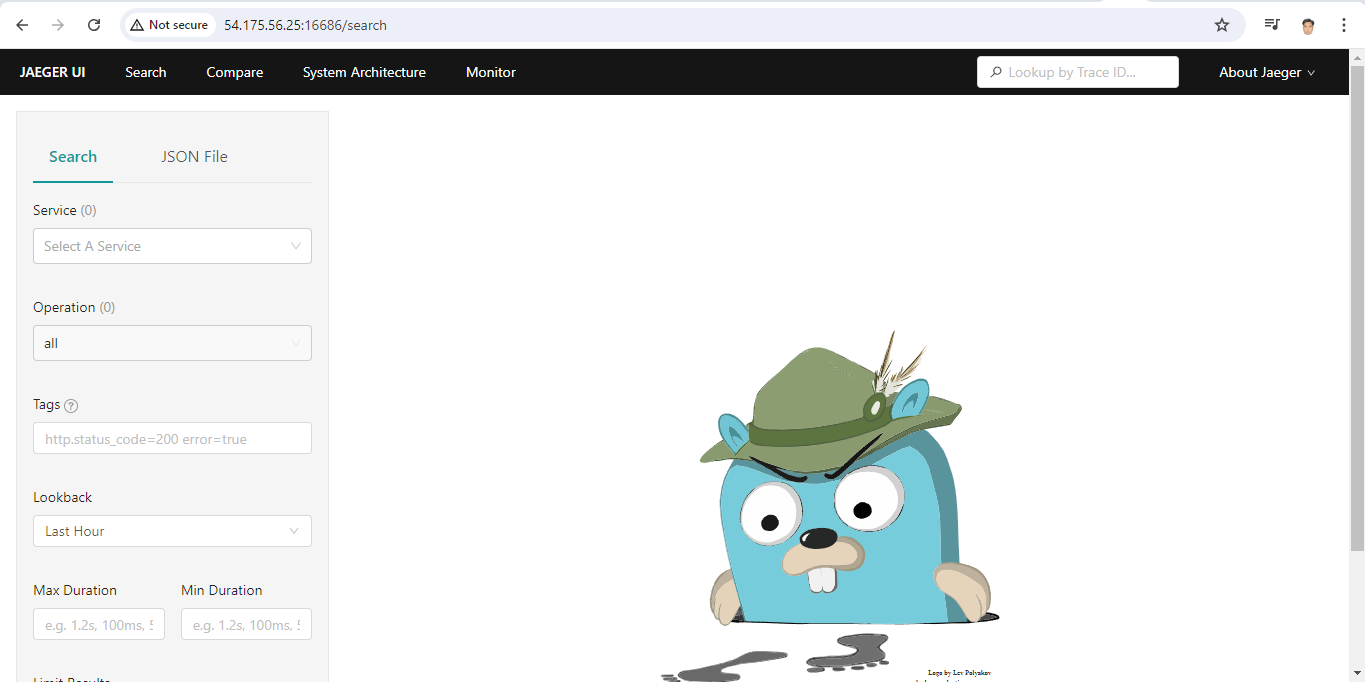 Not secure 54.175.56.25:16686/search
JAEGER UI Search Compare System Architecture Monitor Lookup by Trace ID... About Jaeger
Search JSON File
Service (0)
Select A Service
Operation (0)
all
Tags ?
http.status_code=200 error=true
Lookback
Last Hour
Max Duration Min Duration
e.g. 1.2s, 100ms, e.g. 1.2s, 100ms,
Limit Results
Logo by Lev Polyakov